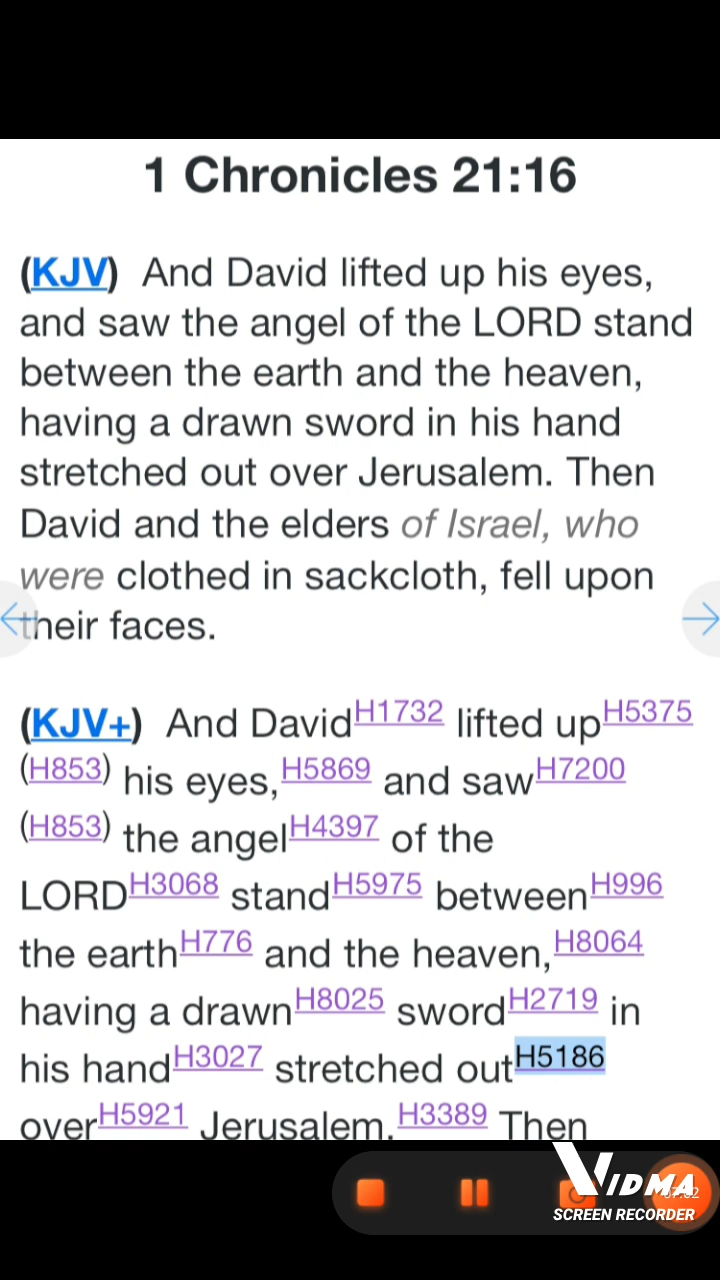 1 Chronicles 21:16
(KJV) And David lifted up his eyes,
and saw the angel of the LORD stand
between the earth and the heaven,
having a drawn sword in his hand
stretched out over Jerusalem. Then
David and the elders of Israel, who
were clothed in sackcloth, fell upon
their faces.
(KJV+) And DavidH1732 lifted upH5375
(H853) his eyes,H5869 and sawH7200
(H853) the angelH4397 of the
LORDH3068 standH5975 betweenH996
the earthH776 and the heaven,H8064
having a drawnH8025 swordH2719 in
his handH3027 stretched outH5186
overH5921 Jerusalem.H3389 Then
VIDMA
SCREEN RECORDER